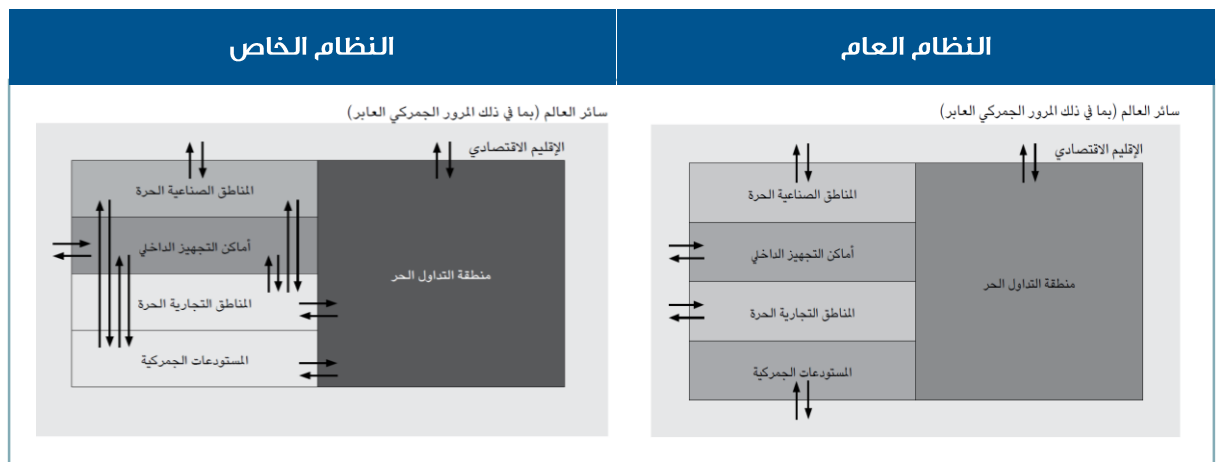 النظام العام
النظام الخاص
سائر العالم (بما في ذلك المرور الجمركي العابر)
الإقليم الاقتصادي
المناطق الصناعية الحرة
أماكن التجهيز الداخلي
منطقة التداول الحر
المناطق التجارية الحرة
المستودعات الجمركية
سائر العالم (بما في ذلك المرور الجمركي العابر)
الإقليم الاقتصادي
المناطق الصناعية الحرة
أماكن التجهيز الداخلي
منطقة التداول الحر
المناطق التجارية الحرة
المستودعات الجمركية